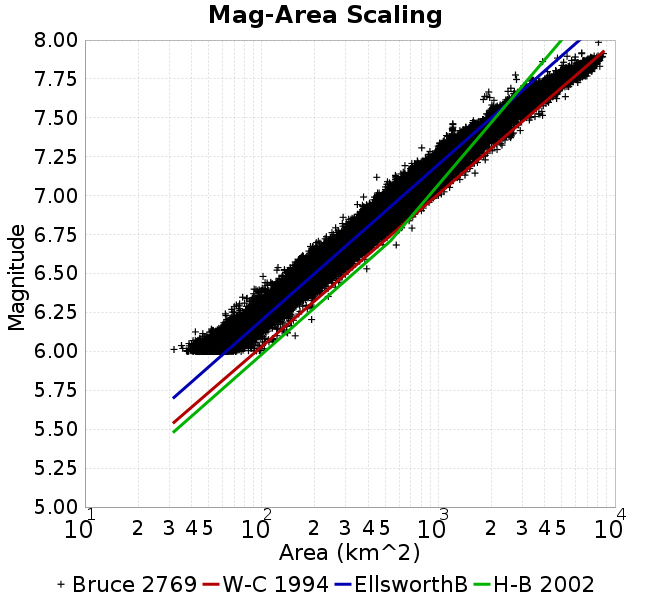 Mag-Area Scaling
8.00
7.75
7.50
7.25
7.00
6.75
6.50
6.25
6.00
5.75
5.50
5.25
5.00
Magnitude
10^1 2 3 4 5 10^2 2 3 4 5 10^3 2 3 4 5 10^4
Area (km^2)
Bruce 2769 W-C 1994 EllsworthB H-B 2002